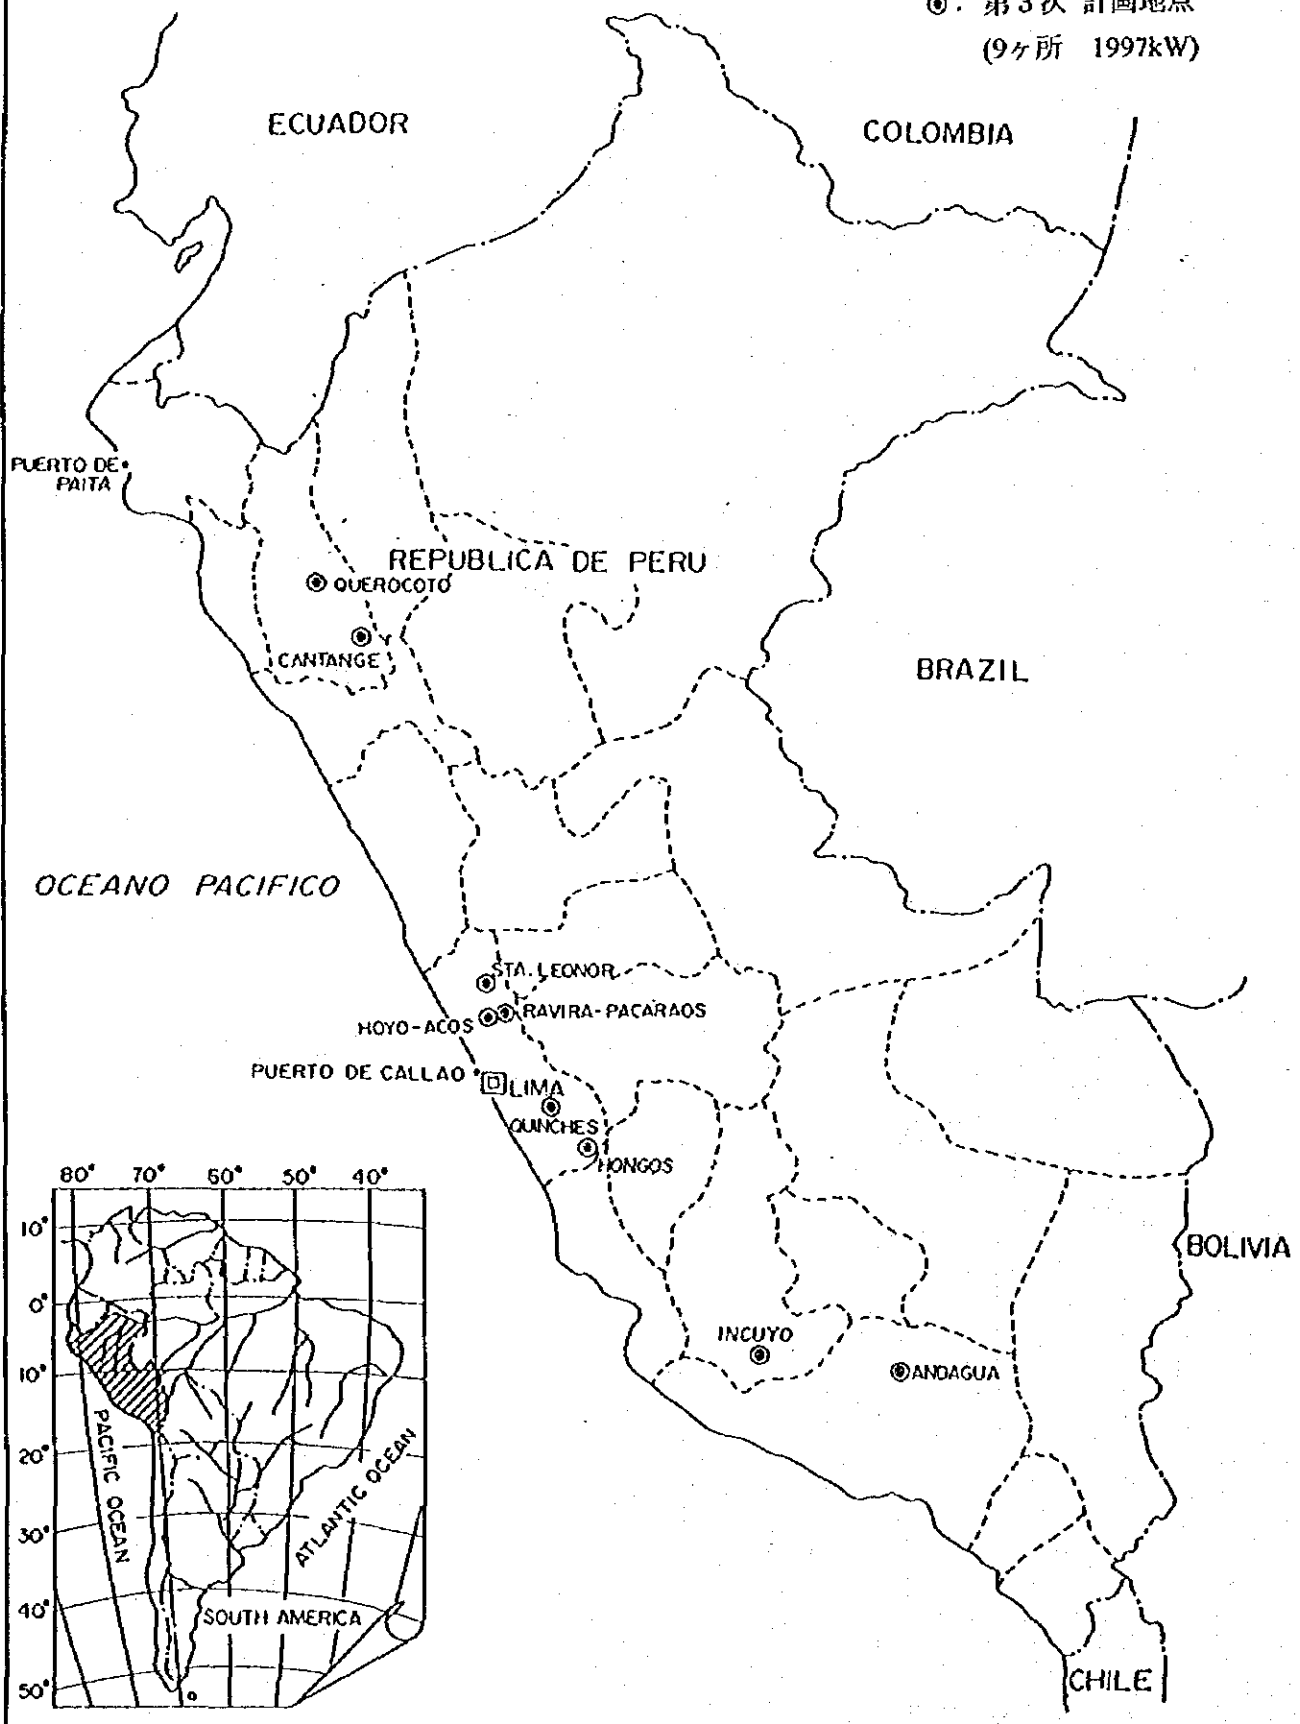 ◉: 第3次 計画地点
(9ヶ所 1997kW)
ECUADOR
COLOMBIA
PUERTO DE
PAITA
REPUBLICA DE PERU
QUEROCOTO
CANTANGE
BRAZIL
OCEANO PACIFICO
STA. LEONOR
RAVIRA-PACARAOS
HOYO-ACOS
PUERTO DE CALLAO
LIMA
QUINCHES
HONGOS
BOLIVIA
INCUYO
ANDAGUA
CHILE
80° 70° 60° 50° 40°
10°
0°
10°
20°
30°
40°
50°
PACIFIC OCEAN
ATLANTIC OCEAN
SOUTH AMERICA